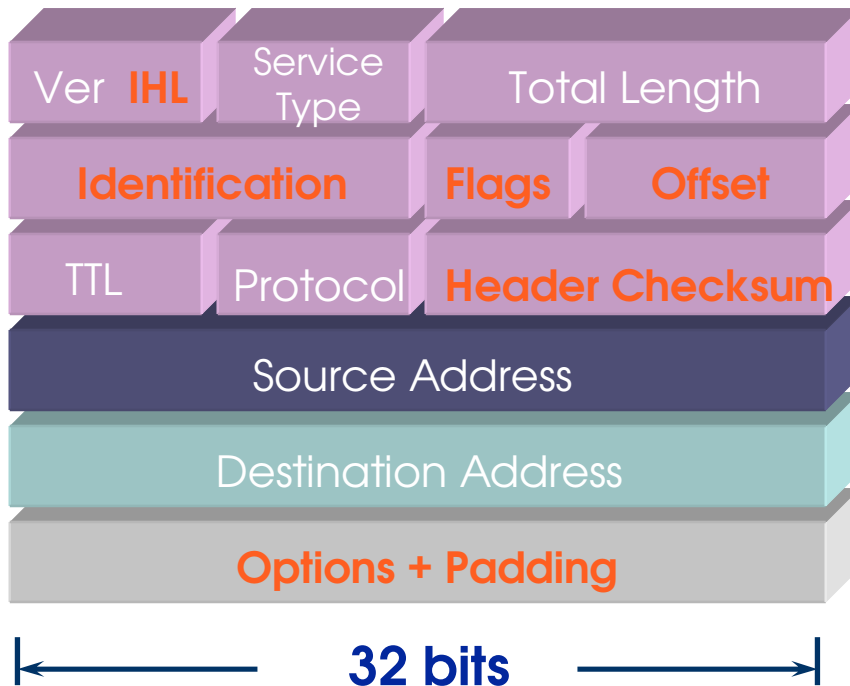 Ver IHL Service Type Total Length
Identification Flags Offset
TTL Protocol Header Checksum
Source Address
Destination Address
Options + Padding
32 bits